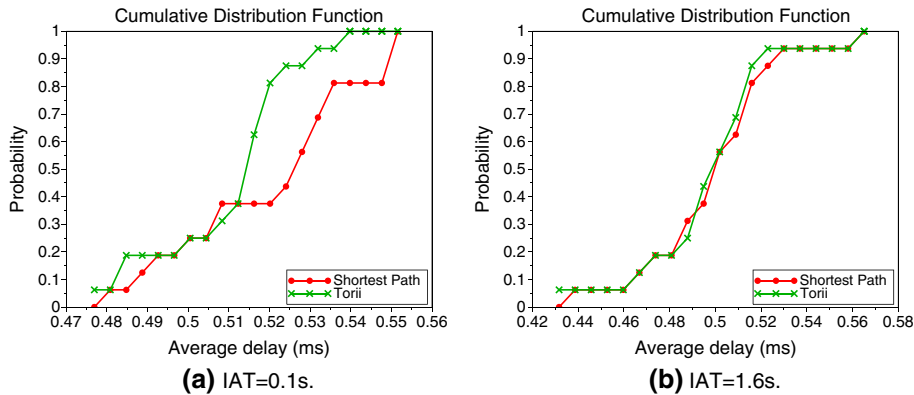 Cumulative Distribution Function
Probability
1
0.9
0.8
0.7
0.6
0.5
0.4
0.3
0.2
0.1
0
0.47 0.48 0.49 0.5 0.51 0.52 0.53 0.54 0.55 0.56
Shortest Path
Torii
Average delay (ms)
(a) IAT=0.1s.
Cumulative Distribution Function
Probability
1
0.9
0.8
0.7
0.6
0.5
0.4
0.3
0.2
0.1
0
0.42 0.44 0.46 0.48 0.5 0.52 0.54 0.56 0.58
Shortest Path
Torii
Average delay (ms)
(b) IAT=1.6s.